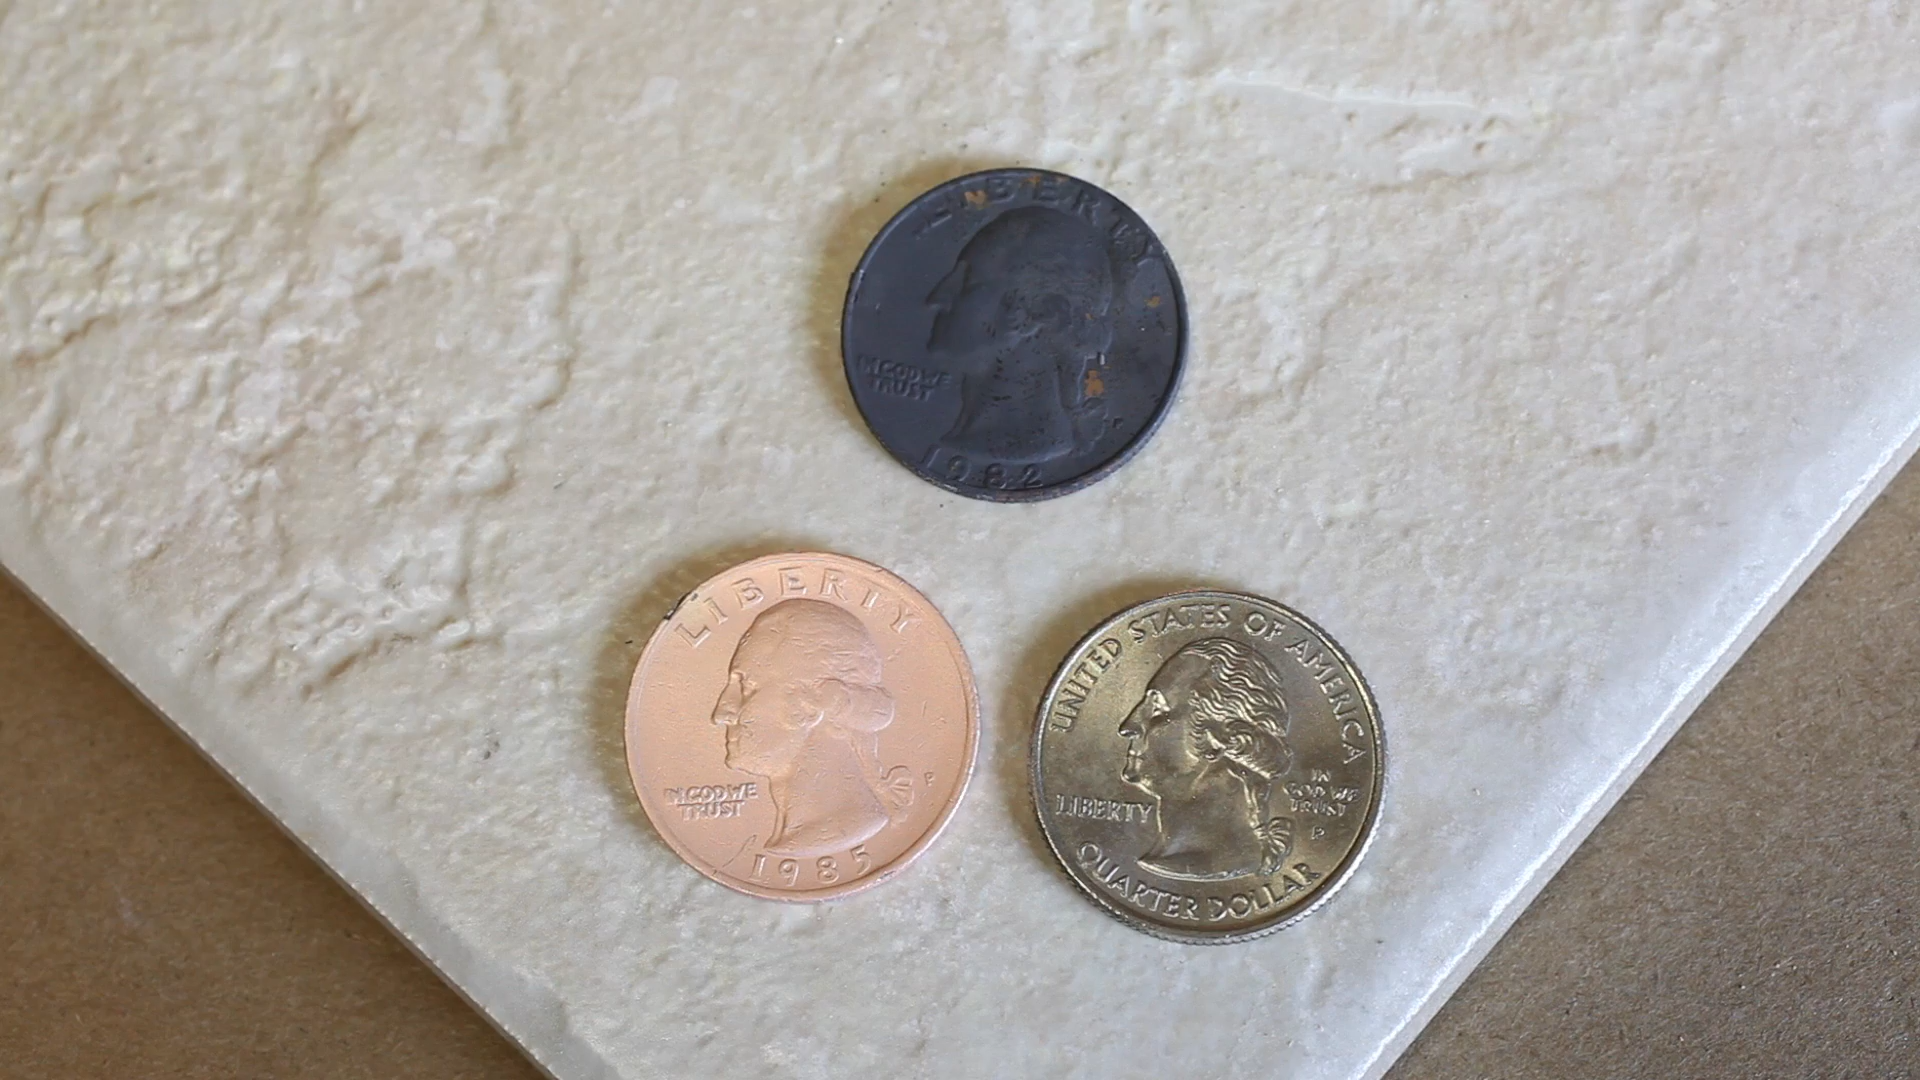 LIBERTY
IN GOD WE
TRUST
P
1982
LIBERTY
IN GOD WE
TRUST
P
1985
UNITED STATES OF AMERICA
LIBERTY
IN
GOD WE
TRUST
P
QUARTER DOLLAR